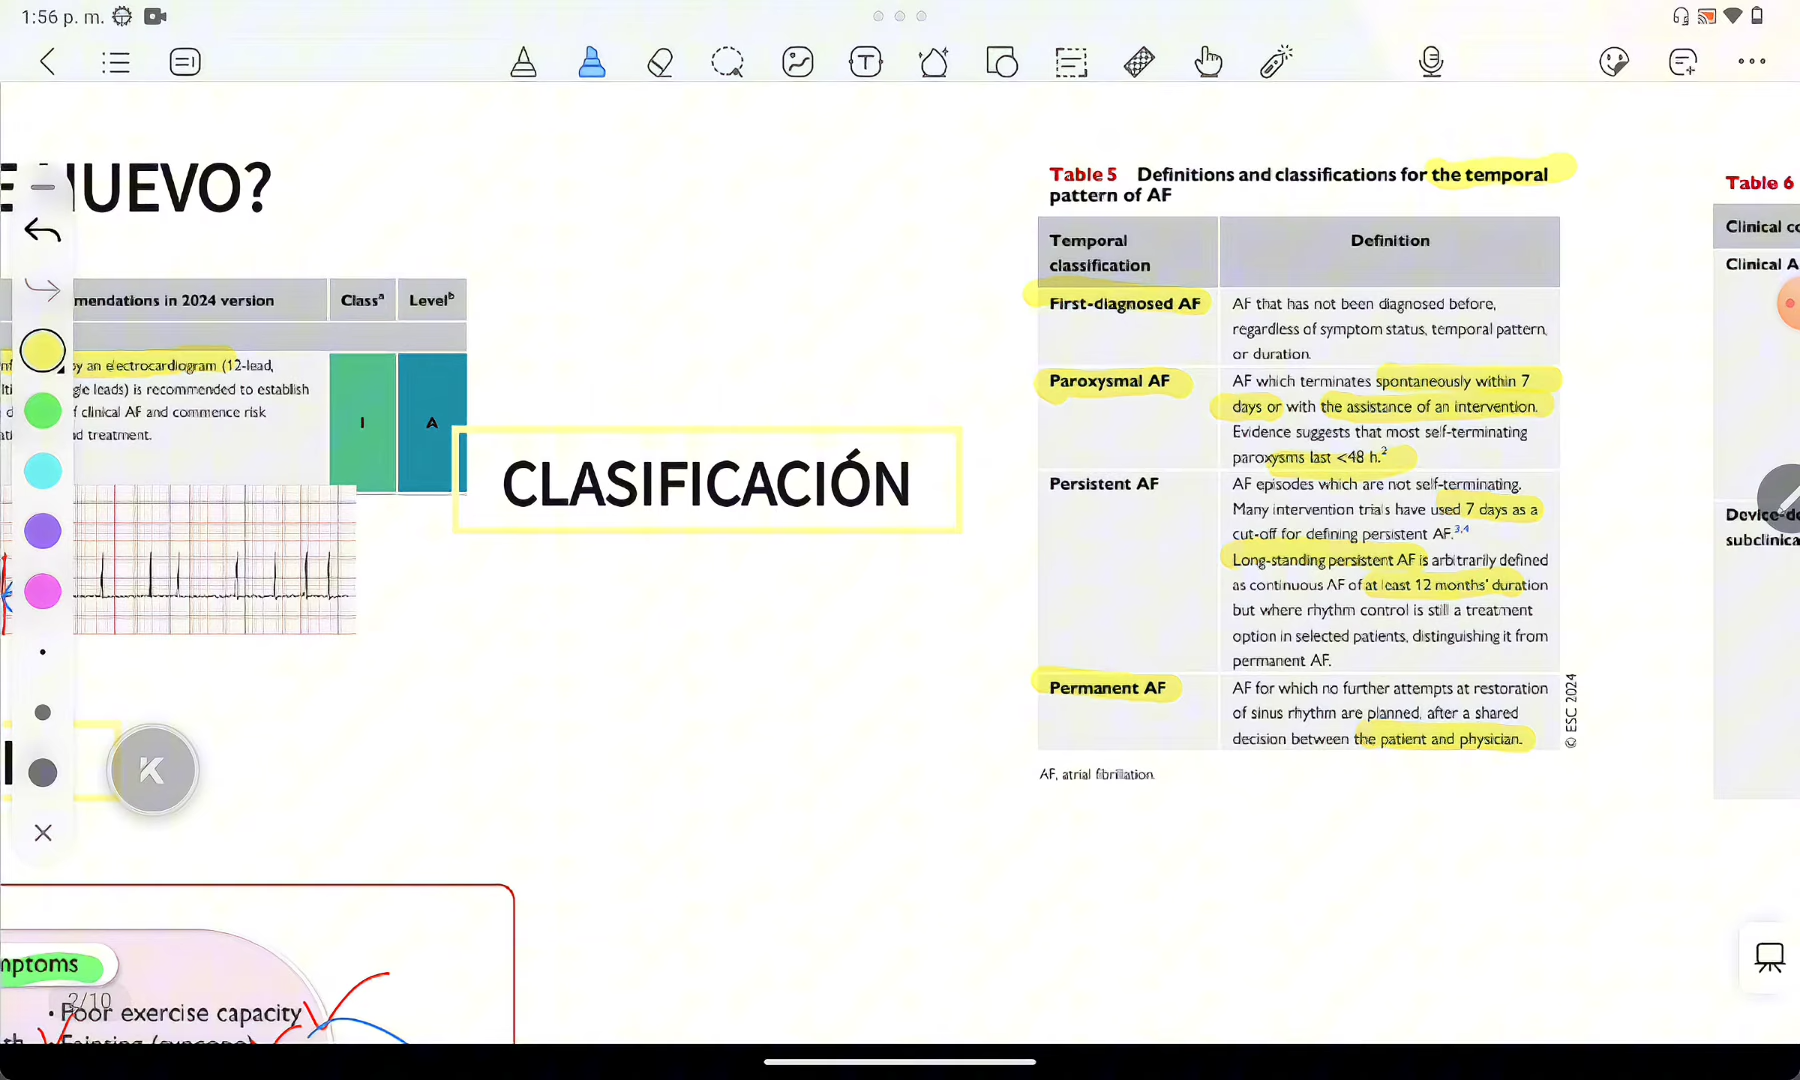 1:56 p. m.
NUEVO?
mendations in 2024 version
Classª
Levelᵇ
by an electrocardiogram (12-lead,
gle leads) is recommended to establish
f clinical AF and commence risk
d treatment.
I
A
CLASIFICACIÓN
K
mptoms
2/10
• Poor exercise capacity
Table 5 Definitions and classifications for the temporal
pattern of AF
Temporal
classification
Definition
First-diagnosed AF
AF that has not been diagnosed before,
regardless of symptom status, temporal pattern,
or duration.
Paroxysmal AF
AF which terminates spontaneously within 7
days or with the assistance of an intervention.
Evidence suggests that most self-terminating
paroxysms last <48 h.²
Persistent AF
AF episodes which are not self-terminating.
Many intervention trials have used 7 days as a
cut-off for defining persistent AF.³,⁴
Long-standing persistent AF is arbitrarily defined
as continuous AF of at least 12 months' duration
but where rhythm control is still a treatment
option in selected patients, distinguishing it from
permanent AF.
Permanent AF
AF for which no further attempts at restoration
of sinus rhythm are planned, after a shared
decision between the patient and physician.
© ESC 2024
AF, atrial fibrillation.
Table 6
Clinical co
Clinical A
Device-de
subclinica